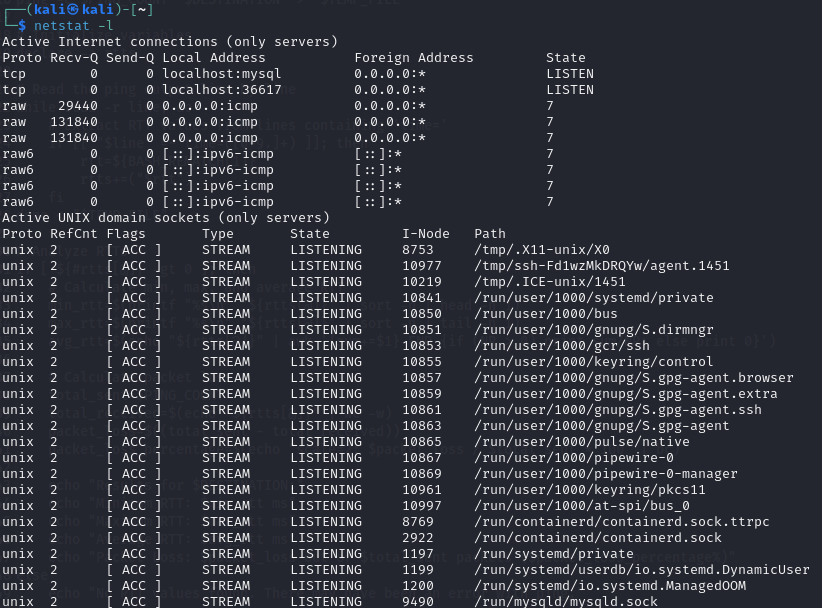 ┌──(kali㉿kali)-[~]
└─$ netstat -l
Active Internet connections (only servers)
Proto Recv-Q Send-Q Local Address           Foreign Address         State
tcp        0      0 localhost:mysql         0.0.0.0:*               LISTEN
tcp        0      0 localhost:36617         0.0.0.0:*               LISTEN
raw    29440      0 0.0.0.0:icmp            0.0.0.0:*               7
raw   131840      0 0.0.0.0:icmp            0.0.0.0:*               7
raw   131840      0 0.0.0.0:icmp            0.0.0.0:*               7
raw6       0      0 [::]:ipv6-icmp          [::]:*                  7
raw6       0      0 [::]:ipv6-icmp          [::]:*                  7
raw6       0      0 [::]:ipv6-icmp          [::]:*                  7
raw6       0      0 [::]:ipv6-icmp          [::]:*                  7
Active UNIX domain sockets (only servers)
Proto RefCnt Flags       Type       State         I-Node   Path
unix  2      [ ACC ]     STREAM     LISTENING     8753     /tmp/.X11-unix/X0
unix  2      [ ACC ]     STREAM     LISTENING     10977    /tmp/ssh-Fd1wzMkDRQYw/agent.1451
unix  2      [ ACC ]     STREAM     LISTENING     10219    /tmp/.ICE-unix/1451
unix  2      [ ACC ]     STREAM     LISTENING     10841    /run/user/1000/systemd/private
unix  2      [ ACC ]     STREAM     LISTENING     10850    /run/user/1000/bus
unix  2      [ ACC ]     STREAM     LISTENING     10851    /run/user/1000/gnupg/S.dirmngr
unix  2      [ ACC ]     STREAM     LISTENING     10853    /run/user/1000/gcr/ssh
unix  2      [ ACC ]     STREAM     LISTENING     10855    /run/user/1000/keyring/control
unix  2      [ ACC ]     STREAM     LISTENING     10857    /run/user/1000/gnupg/S.gpg-agent.browser
unix  2      [ ACC ]     STREAM     LISTENING     10859    /run/user/1000/gnupg/S.gpg-agent.extra
unix  2      [ ACC ]     STREAM     LISTENING     10861    /run/user/1000/gnupg/S.gpg-agent.ssh
unix  2      [ ACC ]     STREAM     LISTENING     10863    /run/user/1000/gnupg/S.gpg-agent
unix  2      [ ACC ]     STREAM     LISTENING     10865    /run/user/1000/pulse/native
unix  2      [ ACC ]     STREAM     LISTENING     10867    /run/user/1000/pipewire-0
unix  2      [ ACC ]     STREAM     LISTENING     10869    /run/user/1000/pipewire-0-manager
unix  2      [ ACC ]     STREAM     LISTENING     10961    /run/user/1000/keyring/pkcs11
unix  2      [ ACC ]     STREAM     LISTENING     10997    /run/user/1000/at-spi/bus_0
unix  2      [ ACC ]     STREAM     LISTENING     8769     /run/containerd/containerd.sock.ttrpc
unix  2      [ ACC ]     STREAM     LISTENING     2922     /run/containerd/containerd.sock
unix  2      [ ACC ]     STREAM     LISTENING     1197     /run/systemd/private
unix  2      [ ACC ]     STREAM     LISTENING     1199     /run/systemd/userdb/io.systemd.DynamicUser
unix  2      [ ACC ]     STREAM     LISTENING     1200     /run/systemd/io.systemd.ManagedOOM
unix  2      [ ACC ]     STREAM     LISTENING     9490     /run/mysqld/mysqld.sock